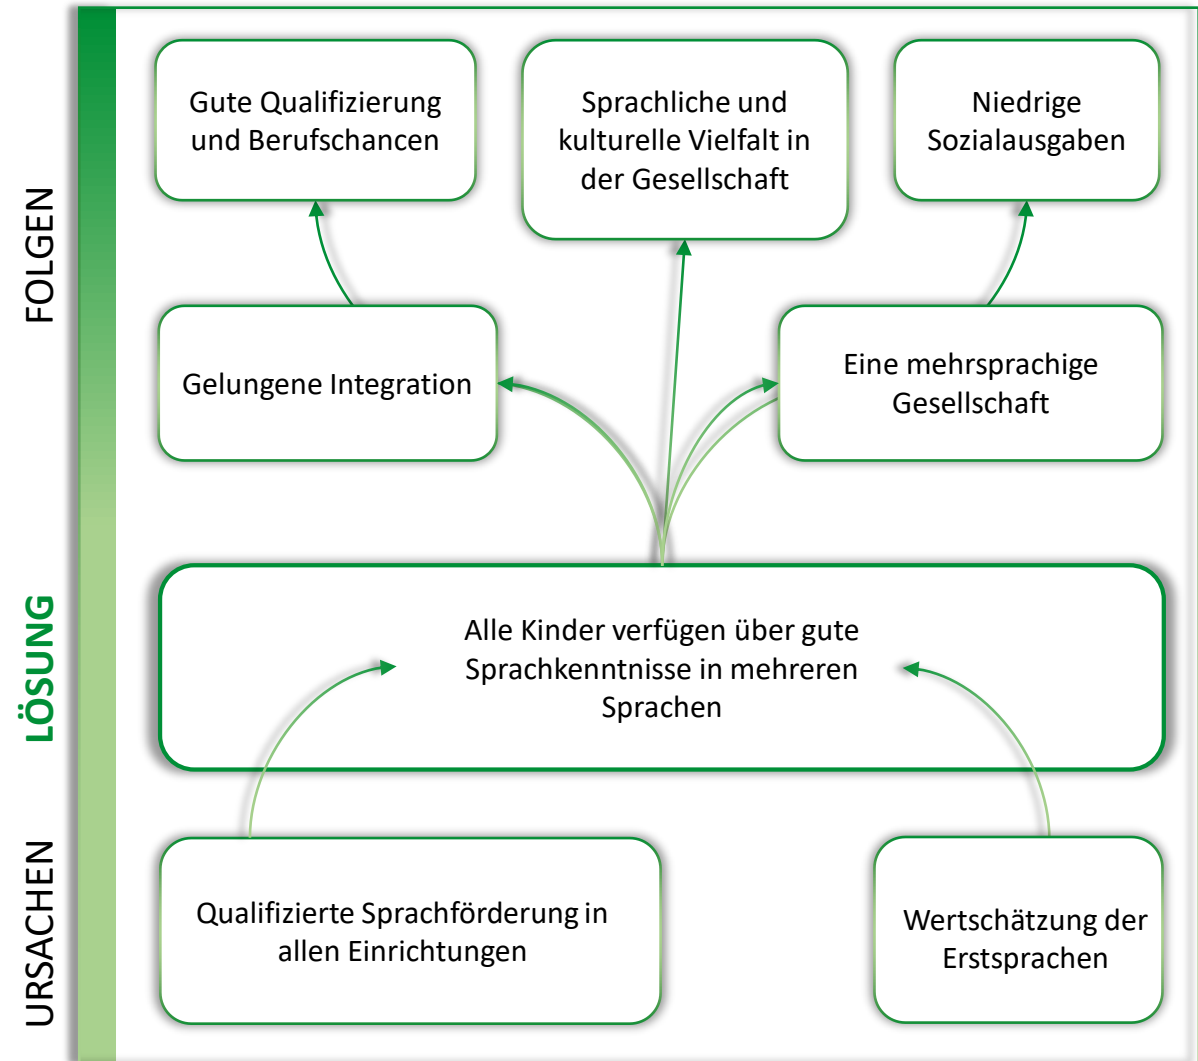 FOLGEN
Gute Qualifizierung
und Berufschancen
Sprachliche und
kulturelle Vielfalt in
der Gesellschaft
Niedrige
Sozialausgaben
Gelungene Integration
Eine mehrsprachige
Gesellschaft
LÖSUNG
Alle Kinder verfügen über gute
Sprachkenntnisse in mehreren
Sprachen
URSACHEN
Qualifizierte Sprachförderung in
allen Einrichtungen
Wertschätzung der
Erstsprachen